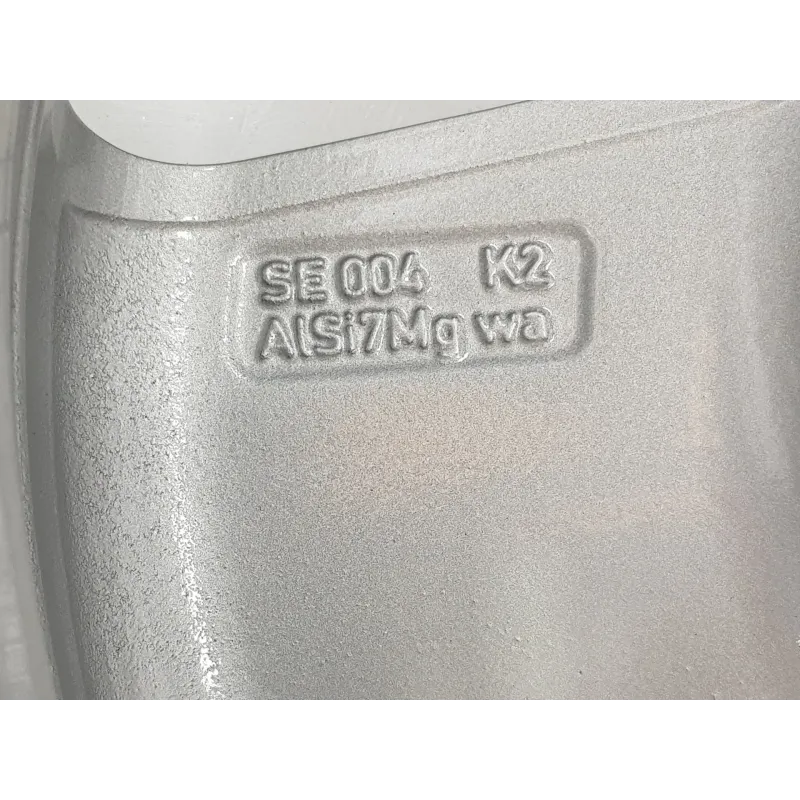 SE 004 K2
AlSi7Mg wa